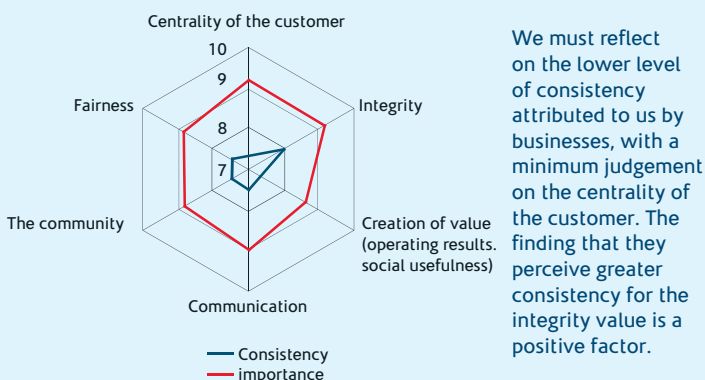 Centrality of the customer
10
9
8
7
Fairness
Integrity
The community
Creation of value
(operating results.
social usefulness)
Communication
Consistency
importance
We must reflect
on the lower level
of consistency
attributed to us by
businesses, with a
minimum judgement
on the centrality of
the customer. The
finding that they
perceive greater
consistency for the
integrity value is a
positive factor.